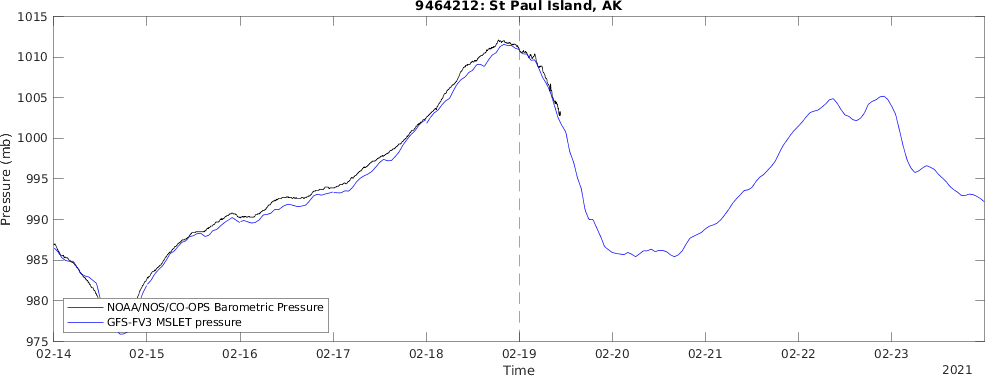 9464212: St Paul Island, AK
Pressure (mb)
1015
1010
1005
1000
995
990
985
980
975
NOAA/NOS/CO-OPS Barometric Pressure
GFS-FV3 MSLET pressure
02-14 02-15 02-16 02-17 02-18 02-19 02-20 02-21 02-22 02-23
Time
2021